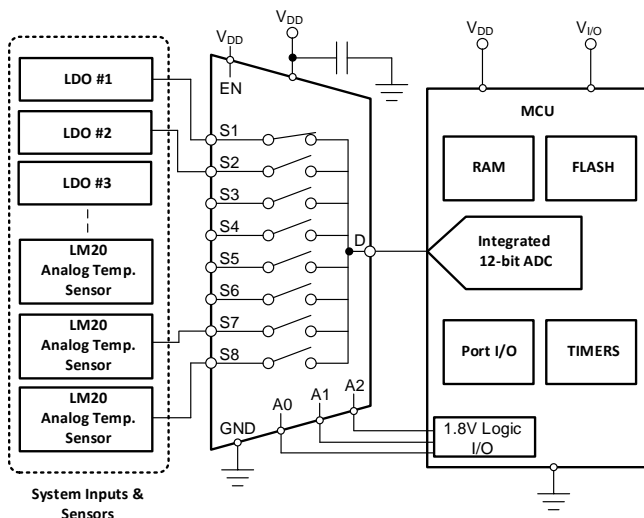 LDO #1
LDO #2
LDO #3
LM20
Analog Temp.
Sensor
LM20
Analog Temp.
Sensor
LM20
Analog Temp.
Sensor
System Inputs &
Sensors
VDD
VDD
EN
S1
S2
S3
S4
S5
S6
S7
S8
D
GND
A0
A1
A2
VDD
VI/O
MCU
RAM
FLASH
Integrated
12-bit ADC
Port I/O
TIMERS
1.8V Logic
I/O